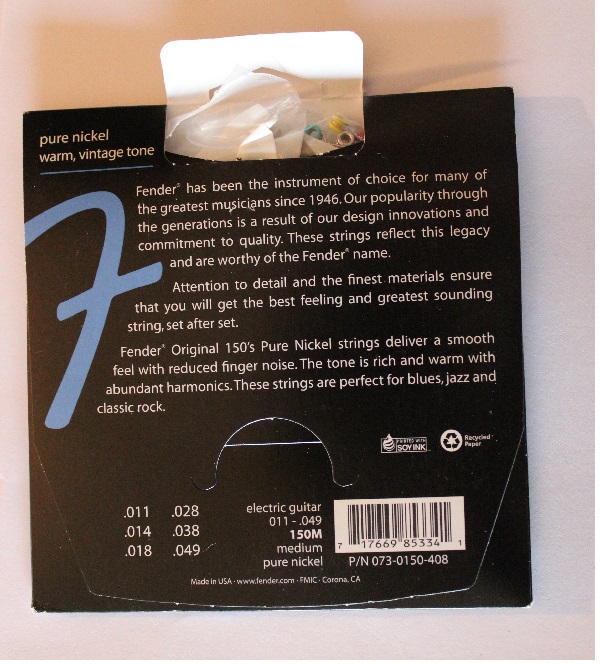 pure nickel
warm, vintage tone
Fender® has been the instrument of choice for many of
the greatest musicians since 1946. Our popularity through
the generations is a result of our design innovations and
commitment to quality. These strings reflect this legacy
and are worthy of the Fender® name.
Attention to detail and the finest materials ensure
that you will get the best feeling and greatest sounding
string, set after set.
Fender® Original 150's Pure Nickel strings deliver a smooth
feel with reduced finger noise. The tone is rich and warm with
abundant harmonics. These strings are perfect for blues, jazz and
classic rock.
PRINTED WITH
SOY INK
Recycled
Paper
.011 .028
.014 .038
.018 .049
electric guitar
011 - .049
150M
medium
pure nickel
7 17669 85334 1
P/N 073-0150-408
Made in USA · www.fender.com · FMIC · Corona, CA